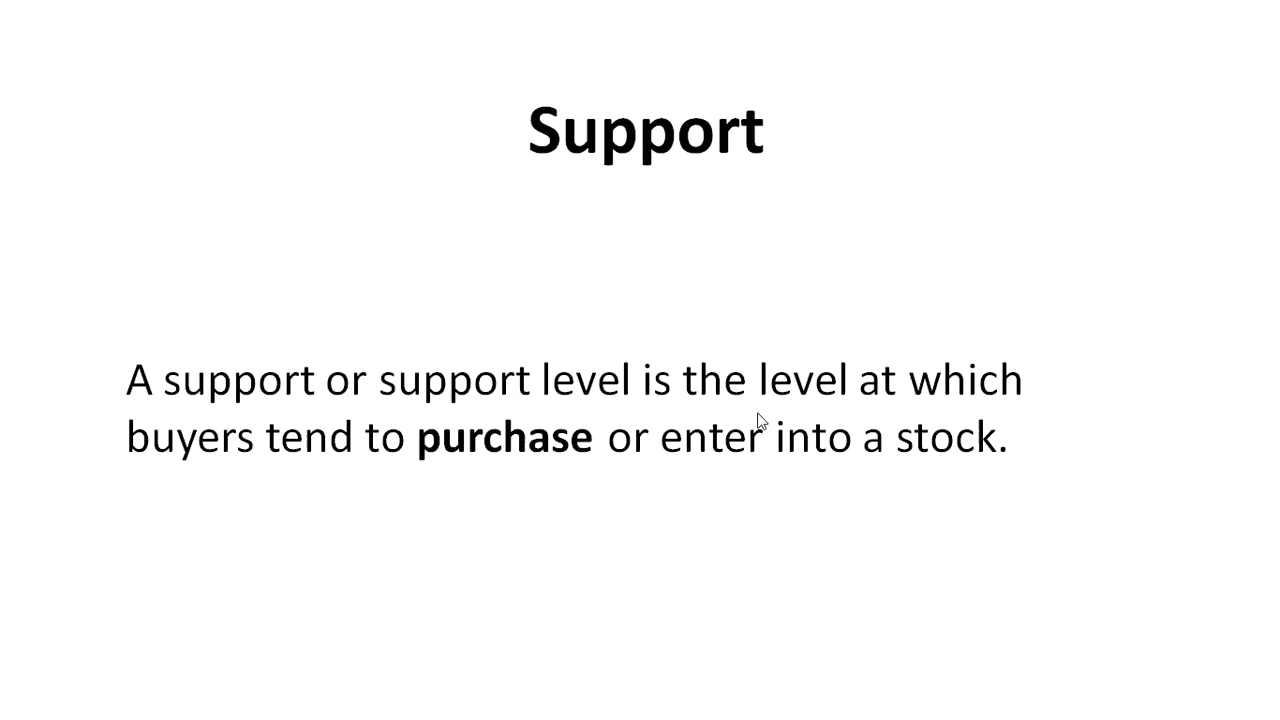 Support
A support or support level is the level at which
buyers tend to purchase or enter into a stock.